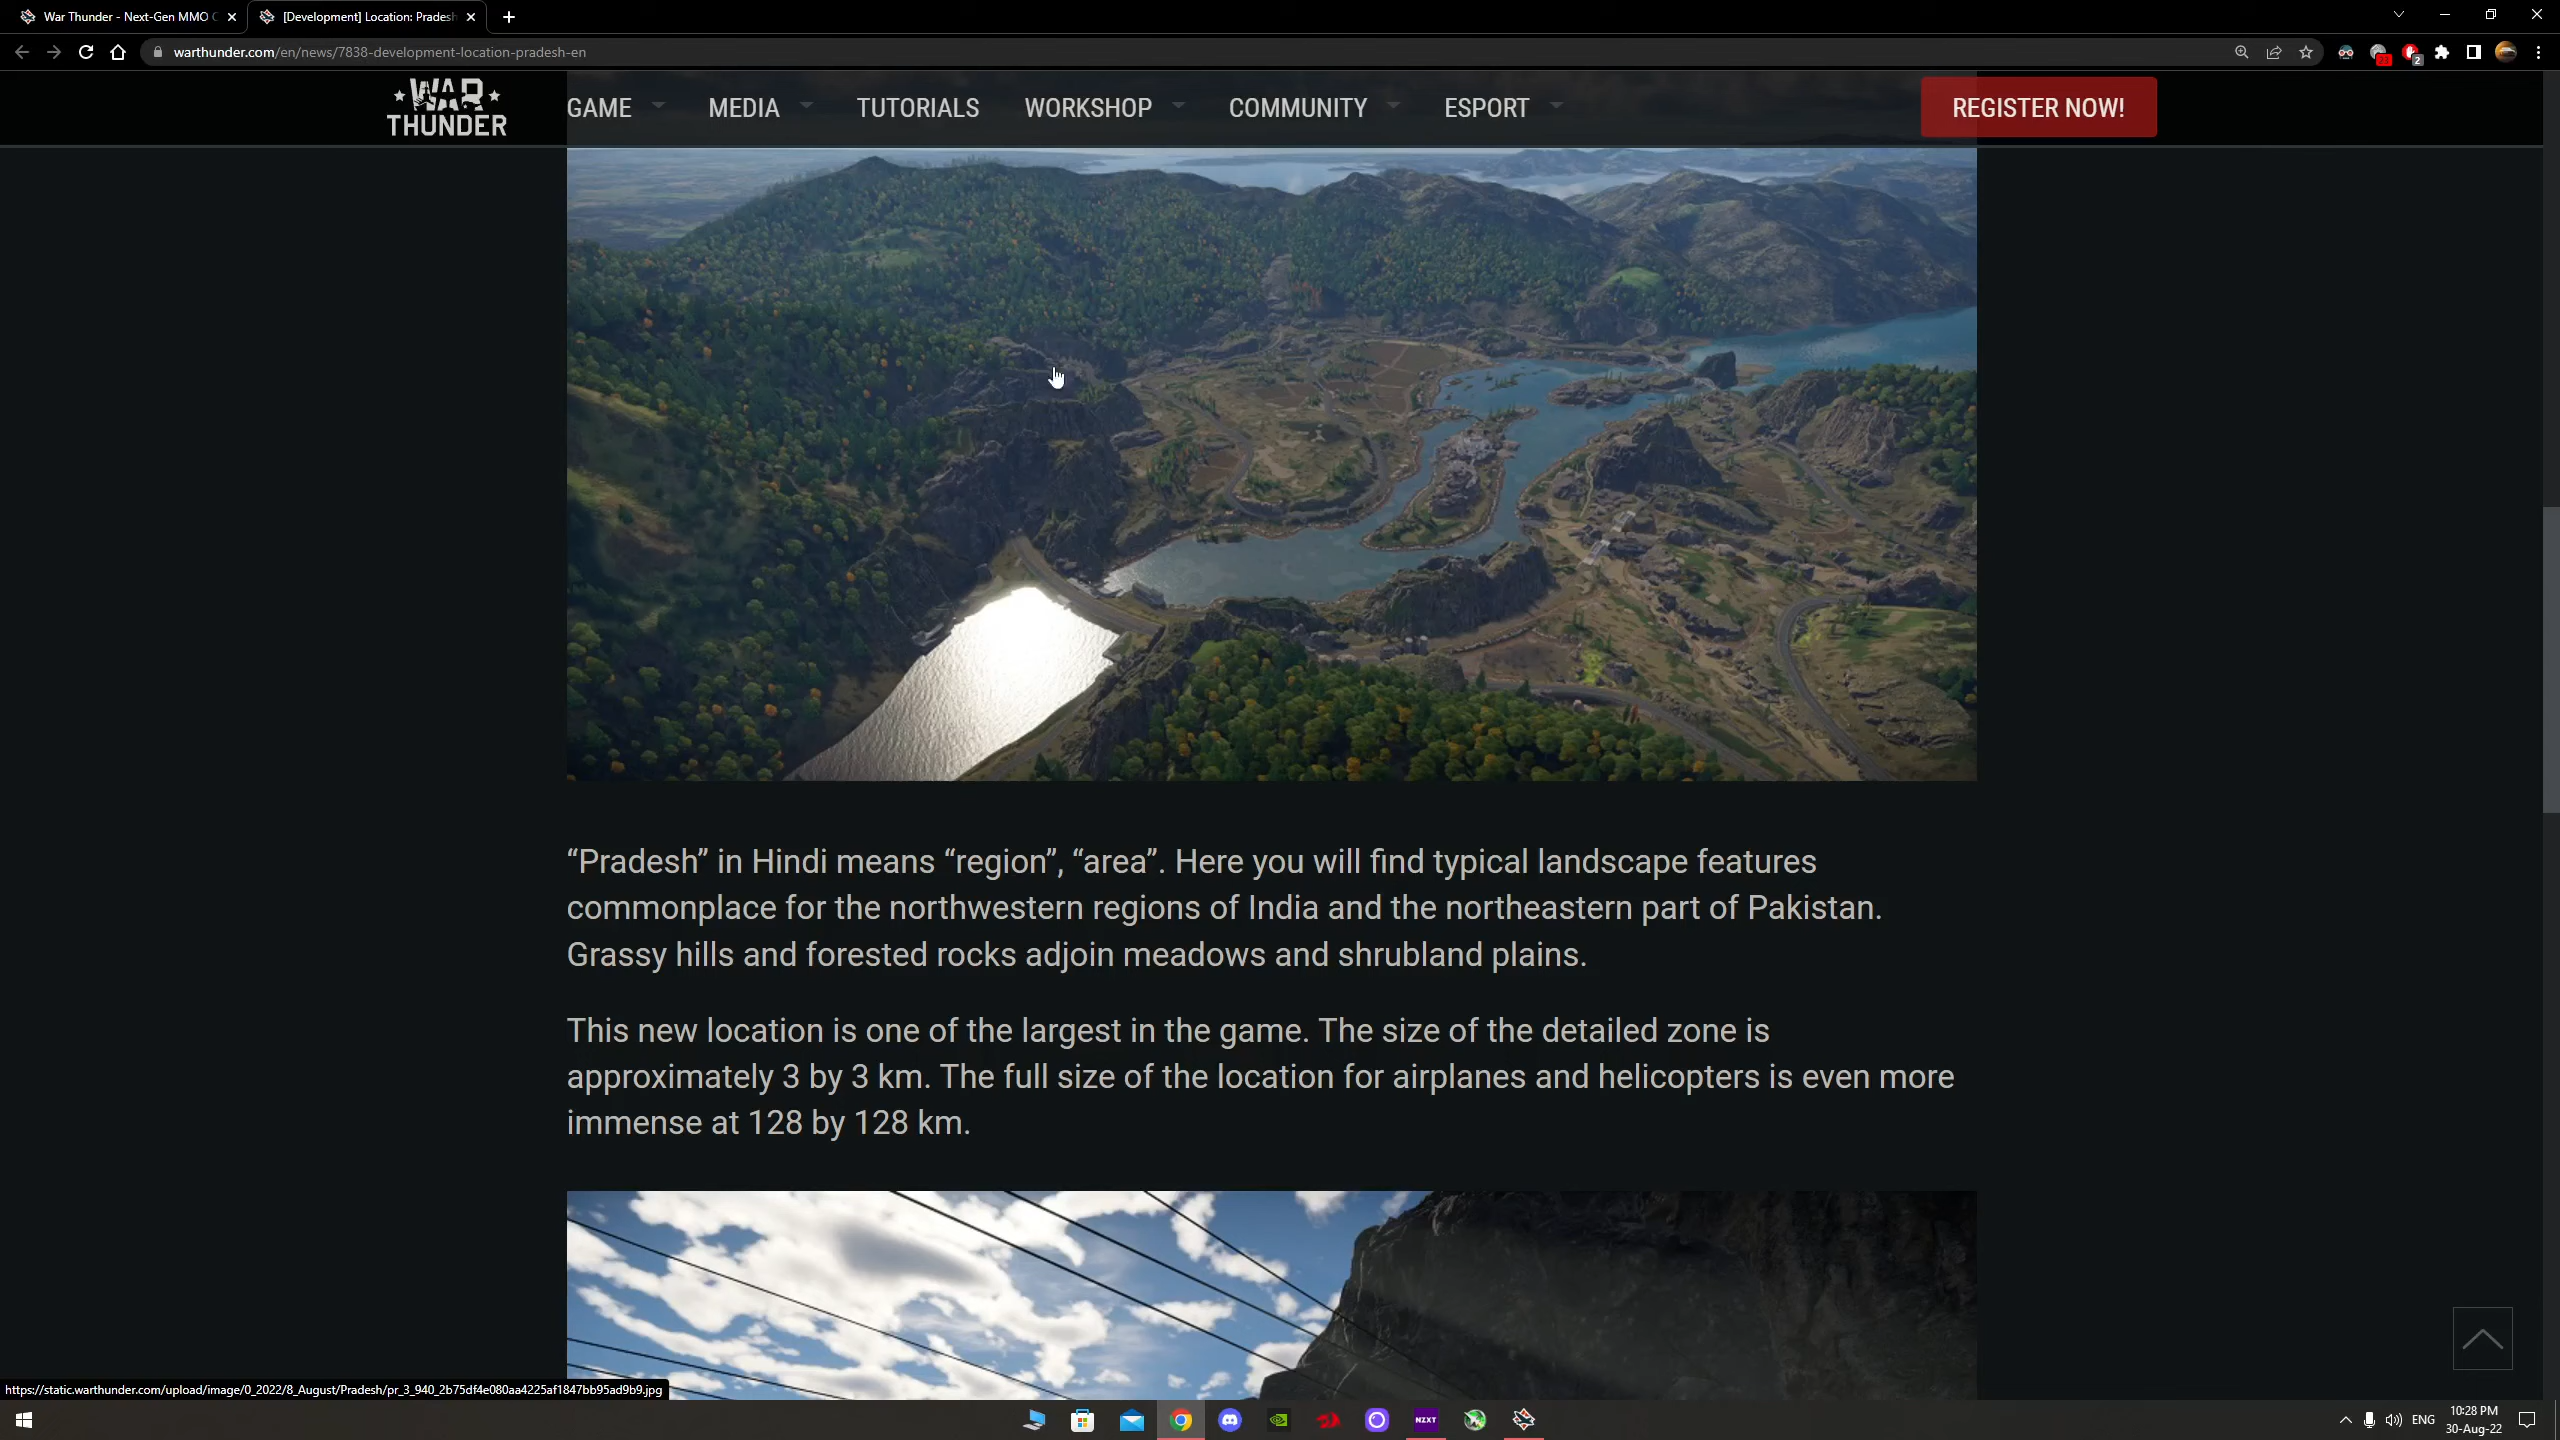 War Thunder - Next-Gen MMO C
[Development] Location: Pradesh
warthunder.com/en/news/7838-development-location-pradesh-en
WAR THUNDER
GAME MEDIA TUTORIALS WORKSHOP COMMUNITY ESPORT
REGISTER NOW!
“Pradesh” in Hindi means “region”, “area”. Here you will find typical landscape features
commonplace for the northwestern regions of India and the northeastern part of Pakistan.
Grassy hills and forested rocks adjoin meadows and shrubland plains.
This new location is one of the largest in the game. The size of the detailed zone is
approximately 3 by 3 km. The full size of the location for airplanes and helicopters is even more
immense at 128 by 128 km.
https://static.warthunder.com/upload/image/0_2022/8_August/Pradesh/pr_3_940_2b75df4e080aa4225af1847bb95ad9b9.jpg
NZXT
ENG
10:28 PM
30-Aug-22